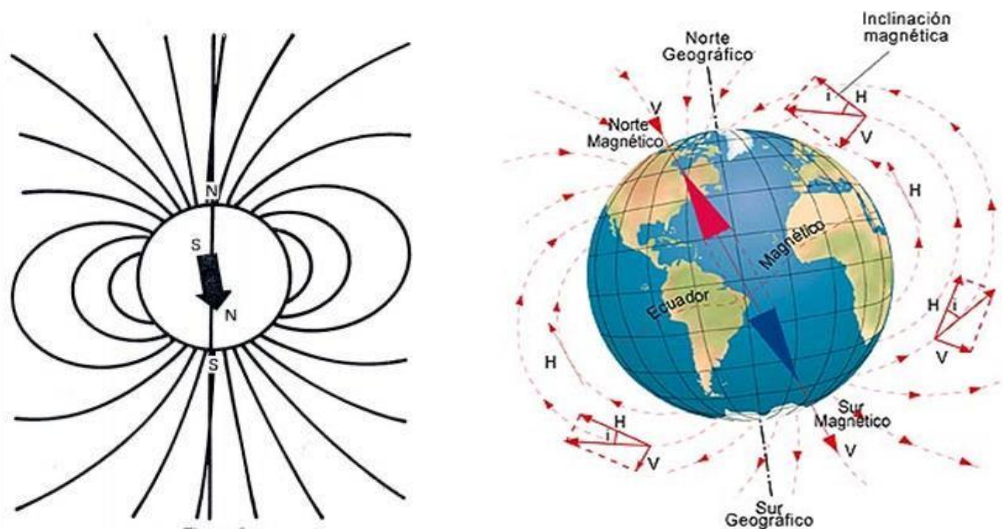 N
S
N
S
Norte
Geográfico
Inclinación
magnética
V
Norte
Magnético
i
H
V
H
Magnético
Ecuador
H
H
i
V
H
i
V
Sur
Magnético
V
Sur
Geográfico